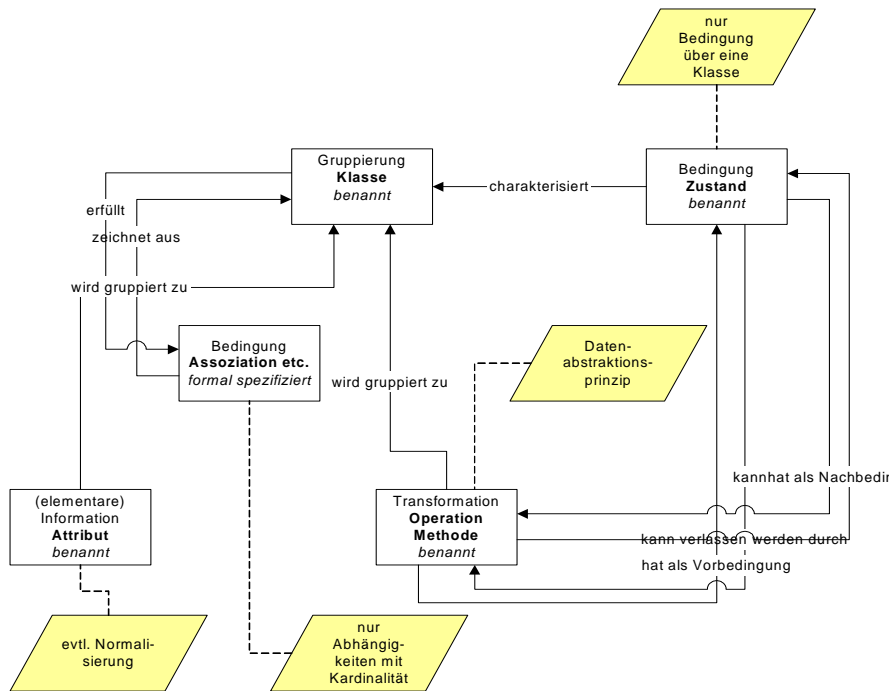 nur
Bedingung
über eine
Klasse
Gruppierung
Klasse
benannt
charakterisiert
Bedingung
Zustand
benannt
erfüllt
zeichnet aus
wird gruppiert zu
Bedingung
Assoziation etc.
formal spezifiziert
wird gruppiert zu
Daten-
abstraktions-
prinzip
kannhat als Nachbedin
(elementare)
Information
Attribut
benannt
Transformation
Operation
Methode
benannt
kann verlassen werden durch
hat als Vorbedingung
evtl. Normali-
sierung
nur
Abhängig-
keiten mit
Kardinalität